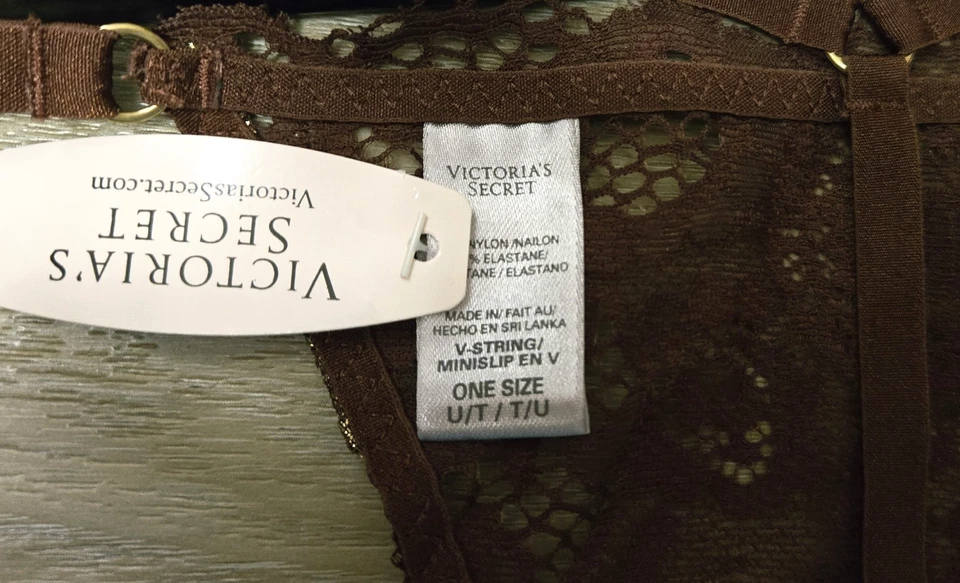 VICTORIA'S
SECRET
VictoriasSecret.com
VICTORIA'S
SECRET
NYLON /NAILON
% ELASTANE/
TANE / ELASTANO
MADE IN/ FAIT AU/
HECHO EN SRI LANKA
V-STRING/
MINISLIP EN V
ONE SIZE
U/T / T/U